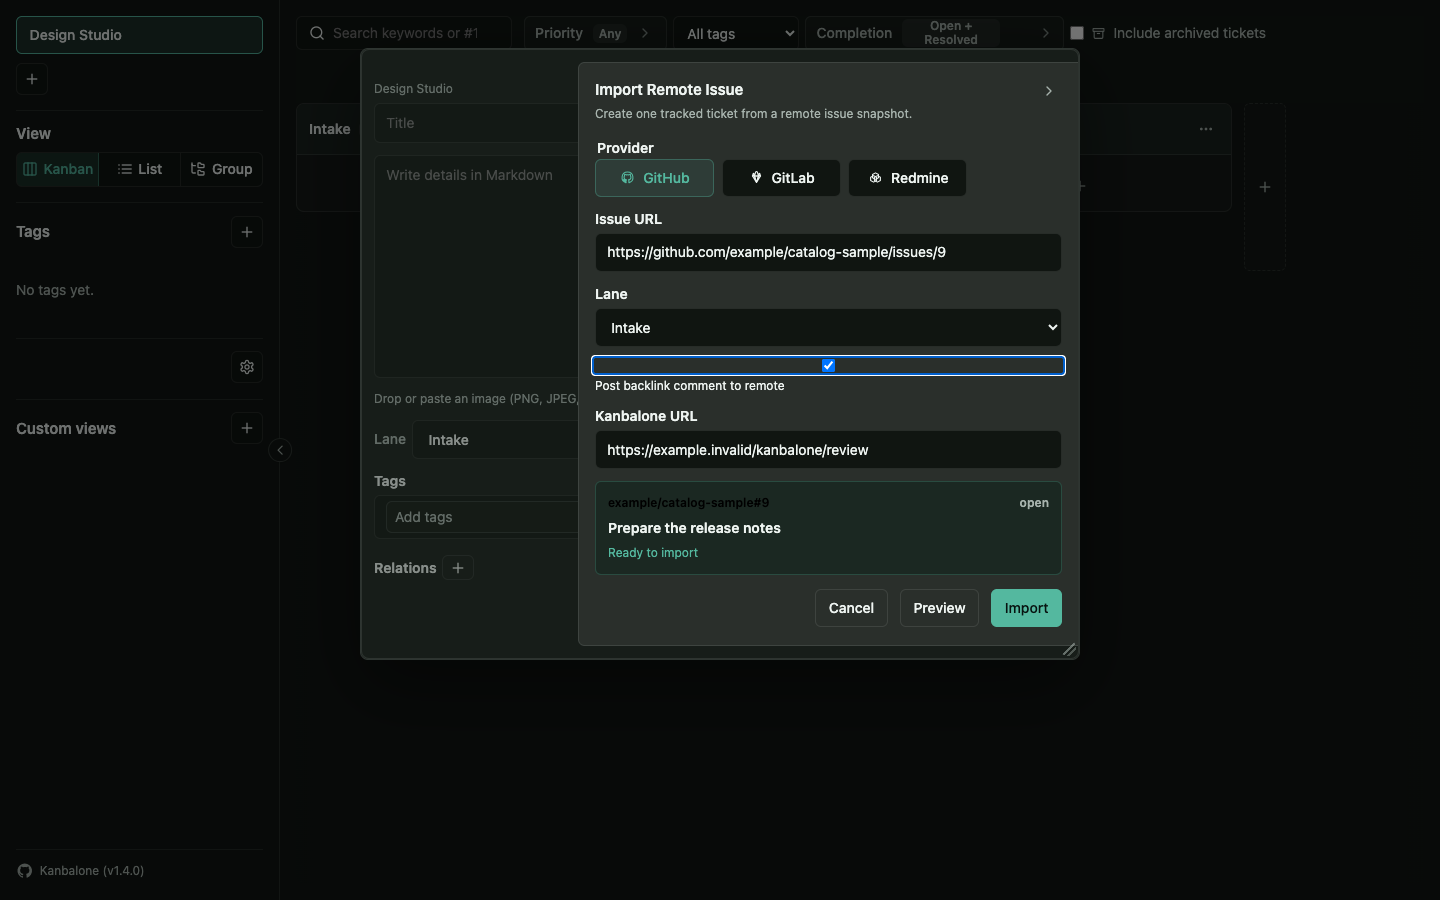 Design Studio
View
Kanban
List
Group
Tags
No tags yet.
Custom views
Kanbalone (v1.4.0)
Search keywords or #1
Priority Any
All tags
Completion
Open +
Resolved
Include archived tickets
Intake
Design Studio
Title
Write details in Markdown
Drop or paste an image (PNG, JPEG,
Lane
Intake
Tags
Add tags
Relations
Import Remote Issue
Create one tracked ticket from a remote issue snapshot.
Provider
GitHub
GitLab
Redmine
Issue URL
https://github.com/example/catalog-sample/issues/9
Lane
Intake
Post backlink comment to remote
Kanbalone URL
https://example.invalid/kanbalone/review
example/catalog-sample#9
open
Prepare the release notes
Ready to import
Cancel
Preview
Import